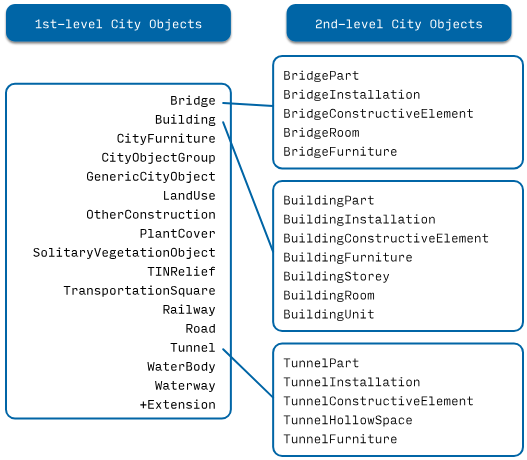 1st-level City Objects
2nd-level City Objects
Bridge
Building
CityFurniture
CityObjectGroup
GenericCityObject
LandUse
OtherConstruction
PlantCover
SolitaryVegetationObject
TINRelief
TransportationSquare
Railway
Road
Tunnel
WaterBody
Waterway
+Extension
BridgePart
BridgeInstallation
BridgeConstructiveElement
BridgeRoom
BridgeFurniture
BuildingPart
BuildingInstallation
BuildingConstructiveElement
BuildingFurniture
BuildingStorey
BuildingRoom
BuildingUnit
TunnelPart
TunnelInstallation
TunnelConstructiveElement
TunnelHollowSpace
TunnelFurniture